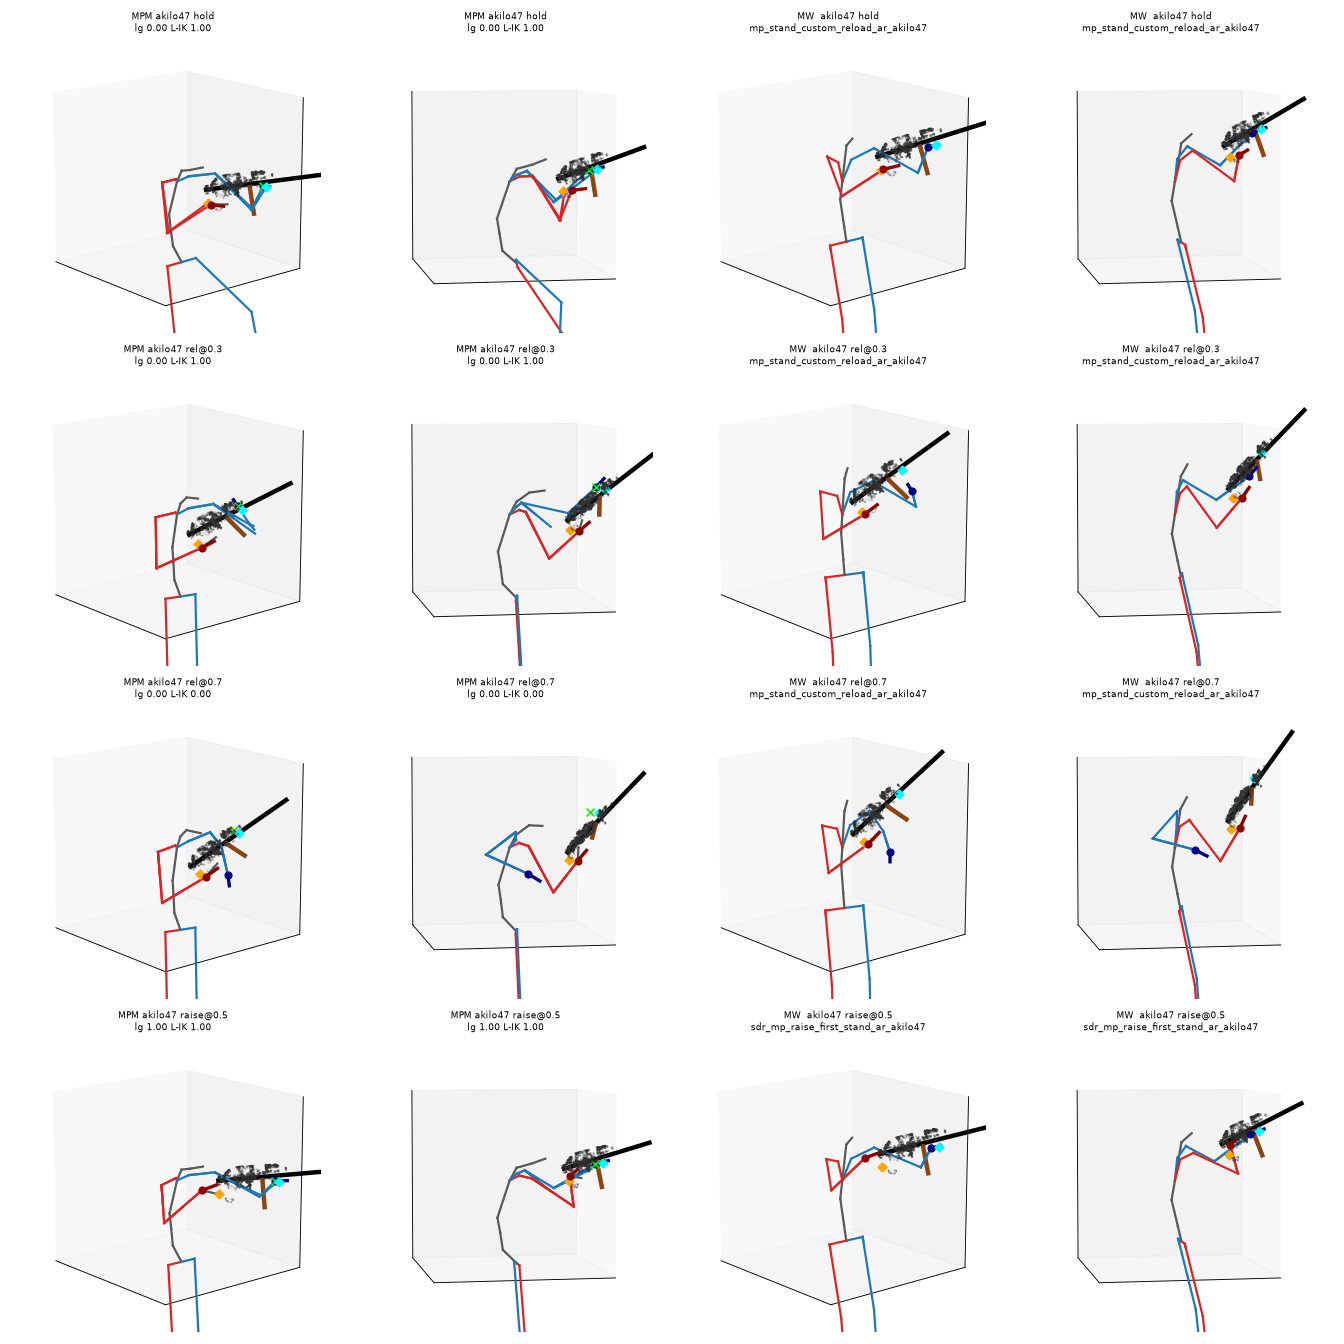 MPM akilo47 hold
lg 0.00 L-IK 1.00
MPM akilo47 hold
lg 0.00 L-IK 1.00
MW  akilo47 hold
mp_stand_custom_reload_ar_akilo47
MW  akilo47 hold
mp_stand_custom_reload_ar_akilo47
MPM akilo47 rel@0.3
lg 0.00 L-IK 1.00
MPM akilo47 rel@0.3
lg 0.00 L-IK 1.00
MW  akilo47 rel@0.3
mp_stand_custom_reload_ar_akilo47
MW  akilo47 rel@0.3
mp_stand_custom_reload_ar_akilo47
MPM akilo47 rel@0.7
lg 0.00 L-IK 0.00
MPM akilo47 rel@0.7
lg 0.00 L-IK 0.00
MW  akilo47 rel@0.7
mp_stand_custom_reload_ar_akilo47
MW  akilo47 rel@0.7
mp_stand_custom_reload_ar_akilo47
MPM akilo47 raise@0.5
lg 1.00 L-IK 1.00
MPM akilo47 raise@0.5
lg 1.00 L-IK 1.00
MW  akilo47 raise@0.5
sdr_mp_raise_first_stand_ar_akilo47
MW  akilo47 raise@0.5
sdr_mp_raise_first_stand_ar_akilo47